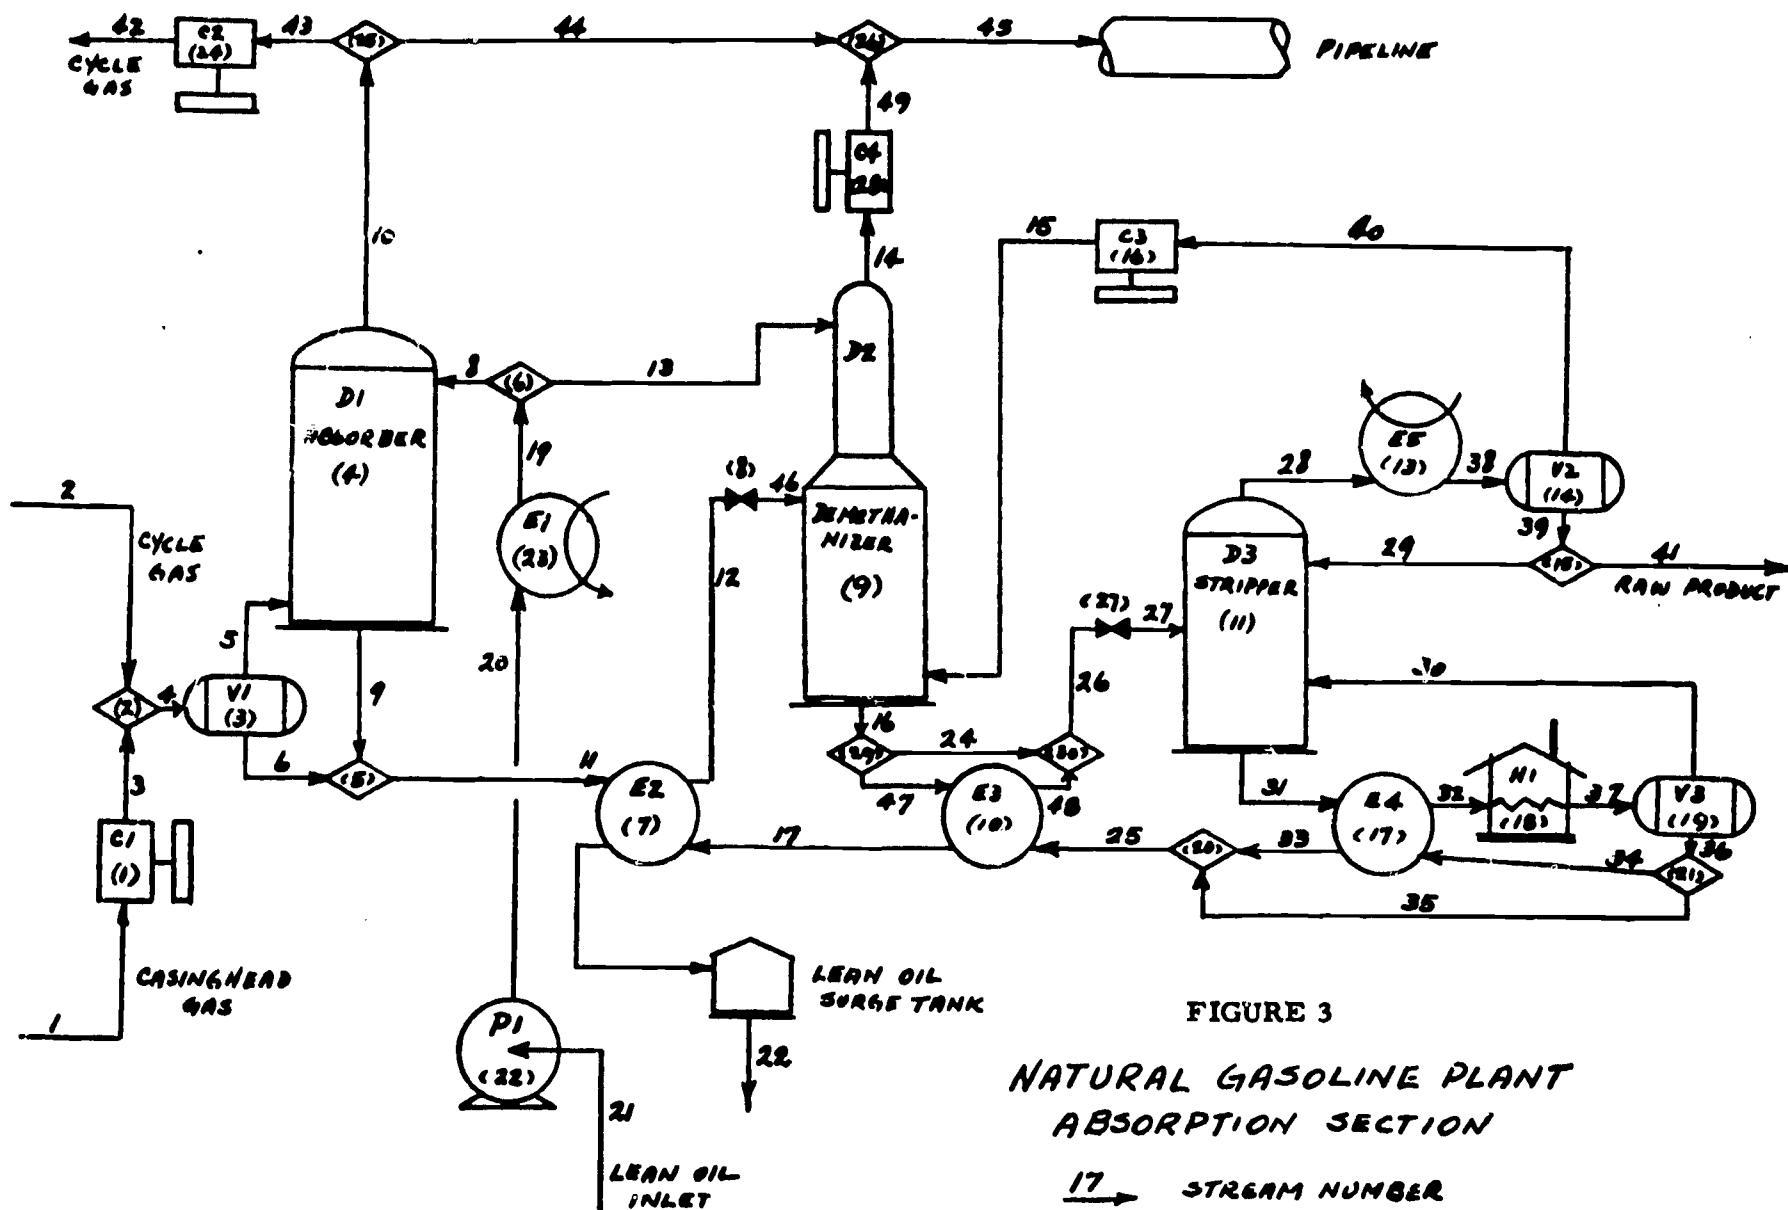 42
C2
(24)
43
(25)
44
45
PIPELINE
CYCLE
GAS
49
C4
10
14
15
C3
(16)
40
D1
ABSORBER
(4)
8
(6)
13
D2
19
(8)
46
DEMETHA-
NIZER
(9)
E5
(13)
28
38
V2
(14)
39
29
(15)
41
RAW PRODUCT
2
CYCLE
GAS
E1
(23)
12
D3
STRIPPER
(11)
(27)
27
5
9
20
26
30
4
(2)
V1
(3)
16
(29)
24
(30)
6
(5)
11
E2
(7)
47
E3
(10)
48
31
E4
(17)
32
H1
(18)
37
V3
(19)
3
17
25
(20)
33
34
36
(21)
C1
(1)
35
CASINGHEAD
GAS
1
LEAN OIL
SURGE TANK
22
P1
(22)
21
LEAN OIL
INLET
FIGURE 3
NATURAL GASOLINE PLANT
ABSORPTION SECTION
17
STREAM NUMBER